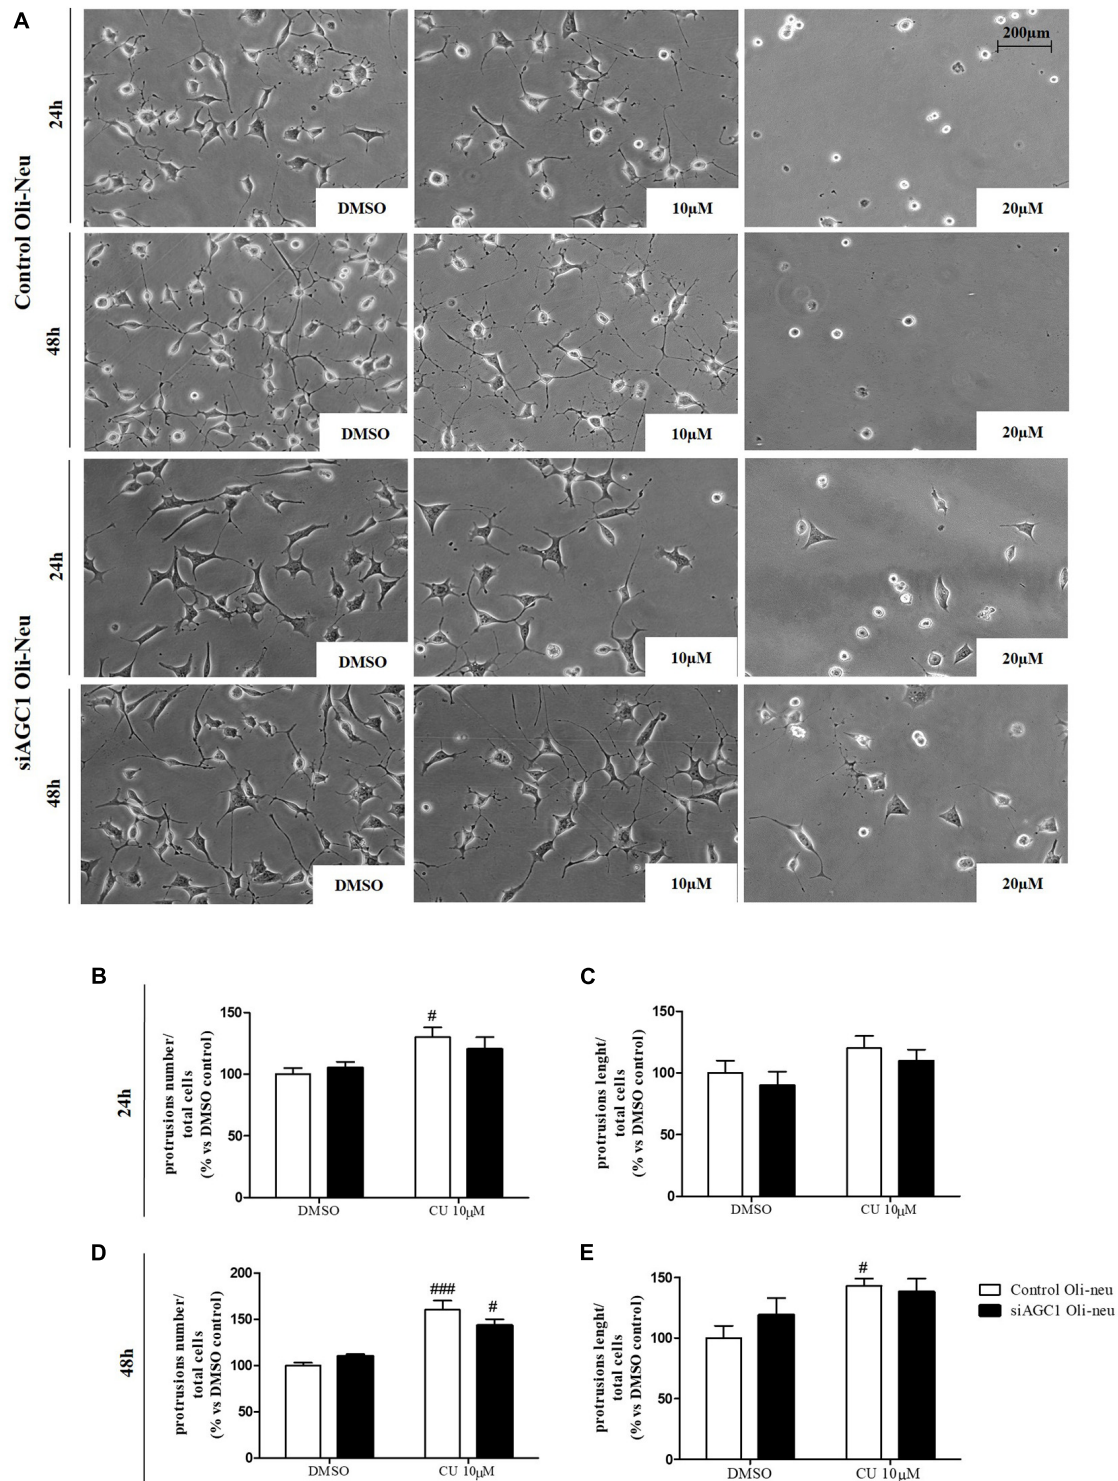 A
Control Oli-Neu
24h
200µm
DMSO
10µM
20µM
48h
DMSO
10µM
20µM
siAGC1 Oli-Neu
24h
DMSO
10µM
20µM
48h
DMSO
10µM
20µM
B
24h
protrusions number/
total cells
(% vs DMSO control)
150
100
50
0
#
DMSO
CU 10µM
C
protrusions lenght/
total cells
(% vs DMSO control)
150
100
50
0
DMSO
CU 10µM
D
48h
protrusions number/
total cells
(% vs DMSO control)
200
150
100
50
0
###
#
DMSO
CU 10µM
E
protrusions lenght/
total cells
(% vs DMSO control)
150
100
50
0
#
DMSO
CU 10µM
Control Oli-neu
siAGC1 Oli-neu